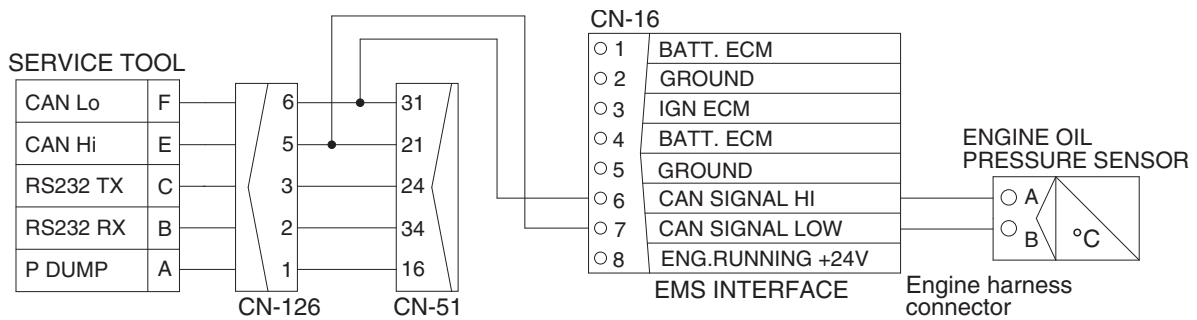 CN-16
SERVICE TOOL
CAN Lo F
CAN Hi E
RS232 TX C
RS232 RX B
P DUMP A
6 31
5 21
3 24
2 34
1 16
CN-126
CN-51
1 BATT. ECM
2 GROUND
3 IGN ECM
4 BATT. ECM
5 GROUND
6 CAN SIGNAL HI
7 CAN SIGNAL LOW
8 ENG.RUNNING +24V
EMS INTERFACE
ENGINE OIL
PRESSURE SENSOR
A
B
°C
Engine harness
connector